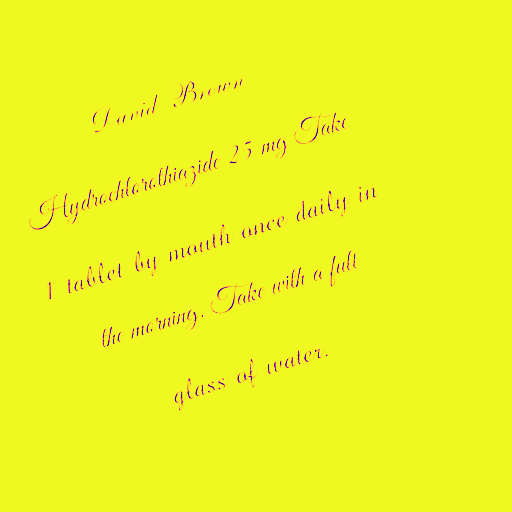 David Brown
Hydrochlorothiazide 25 mg Take
1 tablet by mouth once daily in
the morning. Take with a full
glass of water.